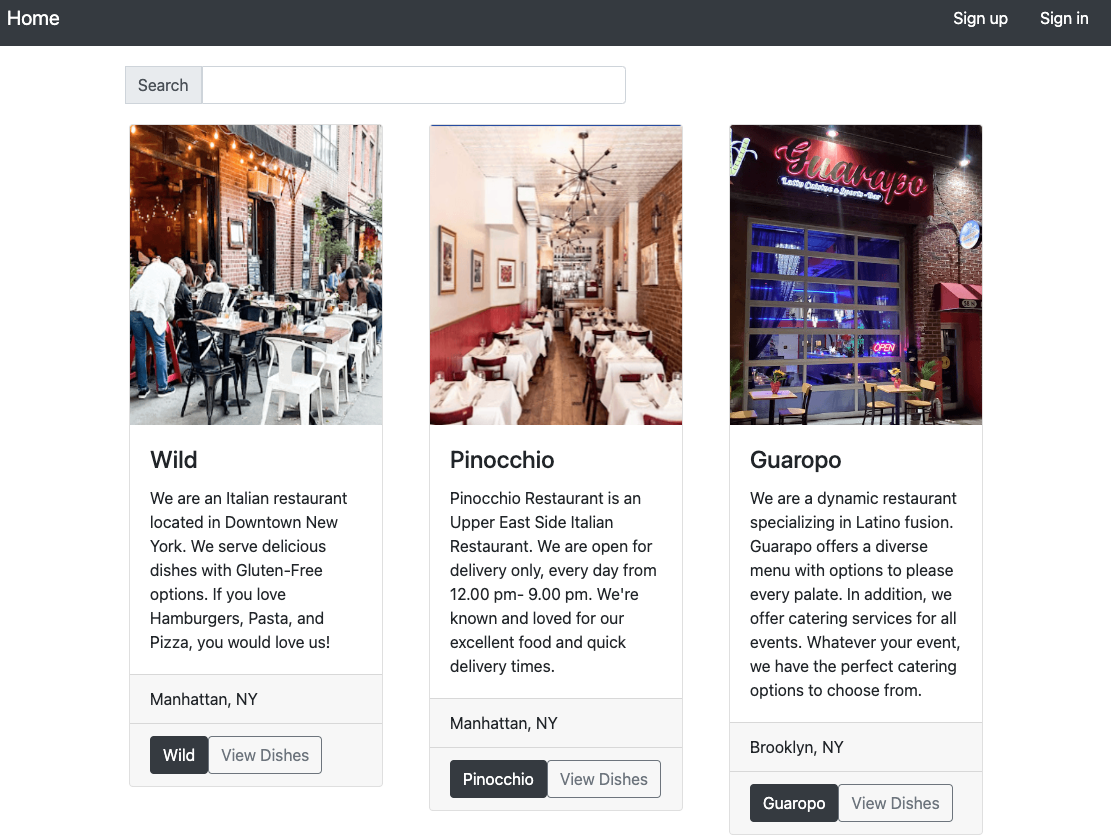 Home
Sign up
Sign in
Search
Guarapo
Latin Cuisine & Sports-Bar
OPEN
Wild
We are an Italian restaurant
located in Downtown New
York. We serve delicious
dishes with Gluten-Free
options. If you love
Hamburgers, Pasta, and
Pizza, you would love us!
Manhattan, NY
Wild
View Dishes
Pinocchio
Pinocchio Restaurant is an
Upper East Side Italian
Restaurant. We are open for
delivery only, every day from
12.00 pm- 9.00 pm. We're
known and loved for our
excellent food and quick
delivery times.
Manhattan, NY
Pinocchio
View Dishes
Guaropo
We are a dynamic restaurant
specializing in Latino fusion.
Guarapo offers a diverse
menu with options to please
every palate. In addition, we
offer catering services for all
events. Whatever your event,
we have the perfect catering
options to choose from.
Brooklyn, NY
Guaropo
View Dishes